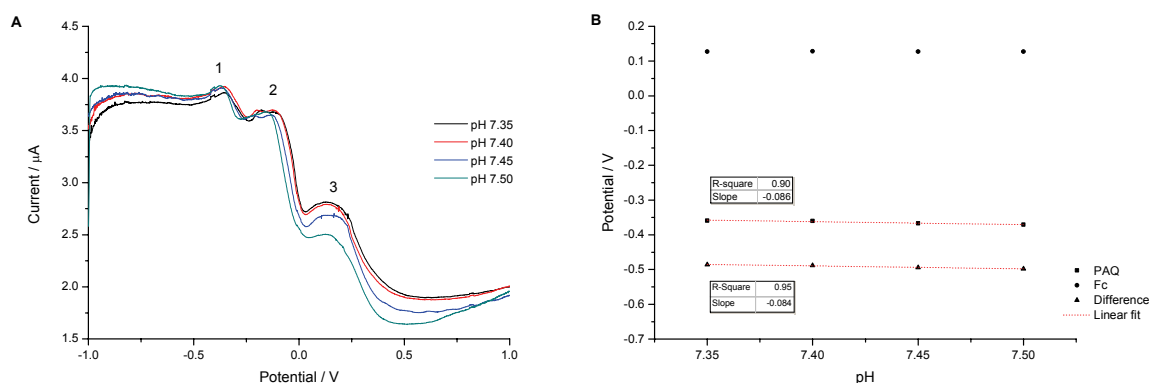 A
4.5
4.0
3.5
3.0
2.5
2.0
1.5
Current / μA
1
2
3
pH 7.35
pH 7.40
pH 7.45
pH 7.50
-1.0 -0.5 0.0 0.5 1.0
Potential / V
B
0.2
0.1
0.0
-0.1
-0.2
-0.3
-0.4
-0.5
-0.6
-0.7
Potential / V
R-square 0.90
Slope -0.086
R-Square 0.95
Slope -0.084
PAQ
Fc
Difference
Linear fit
7.35 7.40 7.45 7.50
pH